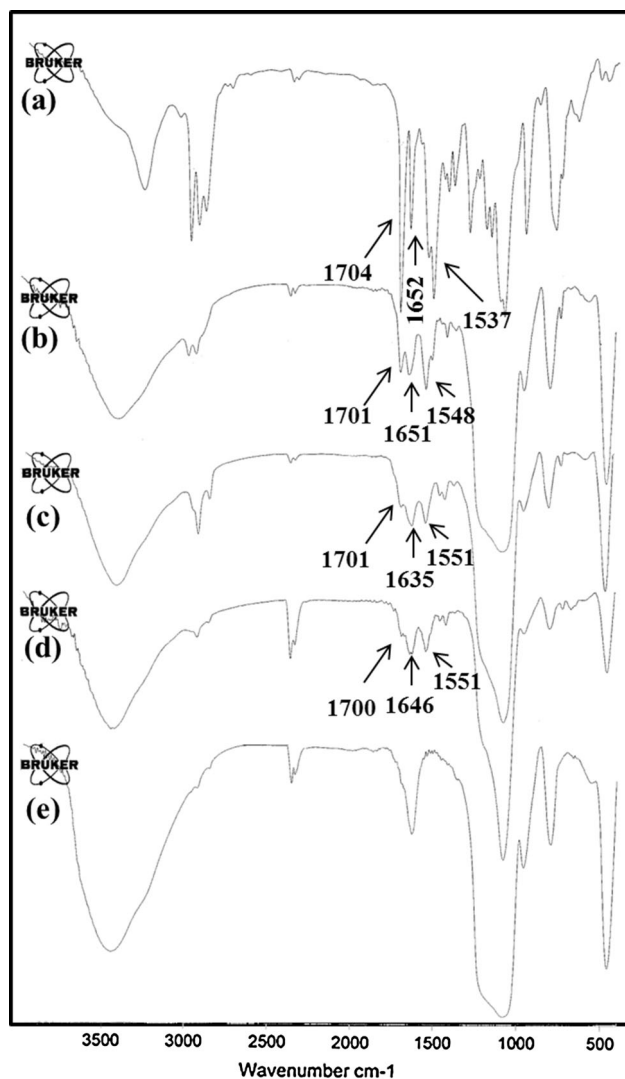 BRUKER
(a)
1704
1652
1537
BRUKER
(b)
1701
1651
1548
BRUKER
(c)
1701
1635
1551
BRUKER
(d)
1700
1646
1551
BRUKER
(e)
3500 3000 2500 2000 1500 1000 500
Wavenumber cm-1